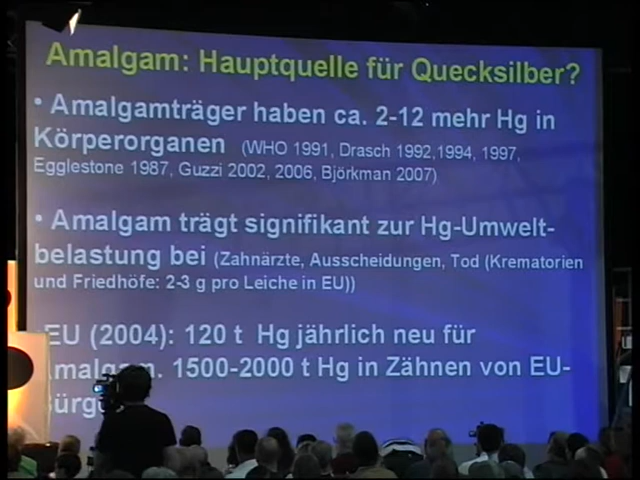 Amalgam: Hauptquelle für Quecksilber?
• Amalgamträger haben ca. 2-12 mehr Hg in
Körperorganen (WHO 1991, Drasch 1992,1994, 1997,
Egglestone 1987, Guzzi 2002, 2006, Björkman 2007)
• Amalgam trägt signifikant zur Hg-Umwelt-
belastung bei (Zahnärzte, Ausscheidungen, Tod (Krematorien
und Friedhöfe: 2-3 g pro Leiche in EU))
EU (2004): 120 t Hg jährlich neu für
1500-2000 t Hg in Zähnen von EU-